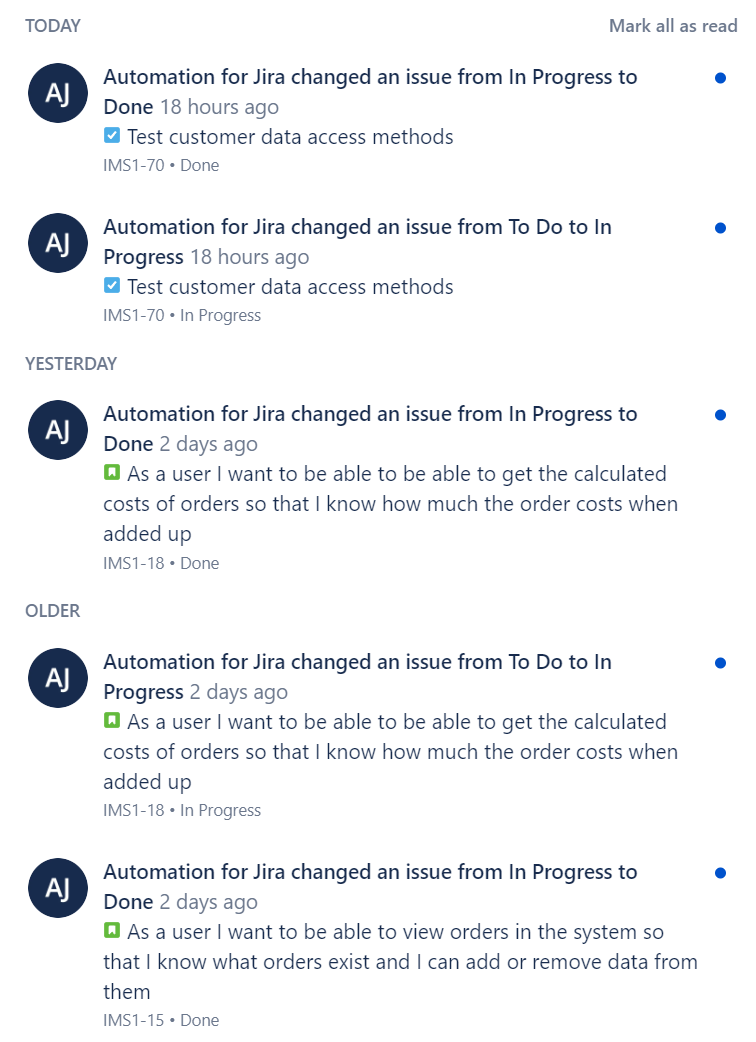 TODAY Mark all as read
AJ
Automation for Jira changed an issue from In Progress to
Done 18 hours ago
Test customer data access methods
IMS1-70 • Done
AJ
Automation for Jira changed an issue from To Do to In
Progress 18 hours ago
Test customer data access methods
IMS1-70 • In Progress
YESTERDAY
AJ
Automation for Jira changed an issue from In Progress to
Done 2 days ago
As a user I want to be able to be able to get the calculated
costs of orders so that I know how much the order costs when
added up
IMS1-18 • Done
OLDER
AJ
Automation for Jira changed an issue from To Do to In
Progress 2 days ago
As a user I want to be able to be able to get the calculated
costs of orders so that I know how much the order costs when
added up
IMS1-18 • In Progress
AJ
Automation for Jira changed an issue from In Progress to
Done 2 days ago
As a user I want to be able to view orders in the system so
that I know what orders exist and I can add or remove data from
them
IMS1-15 • Done